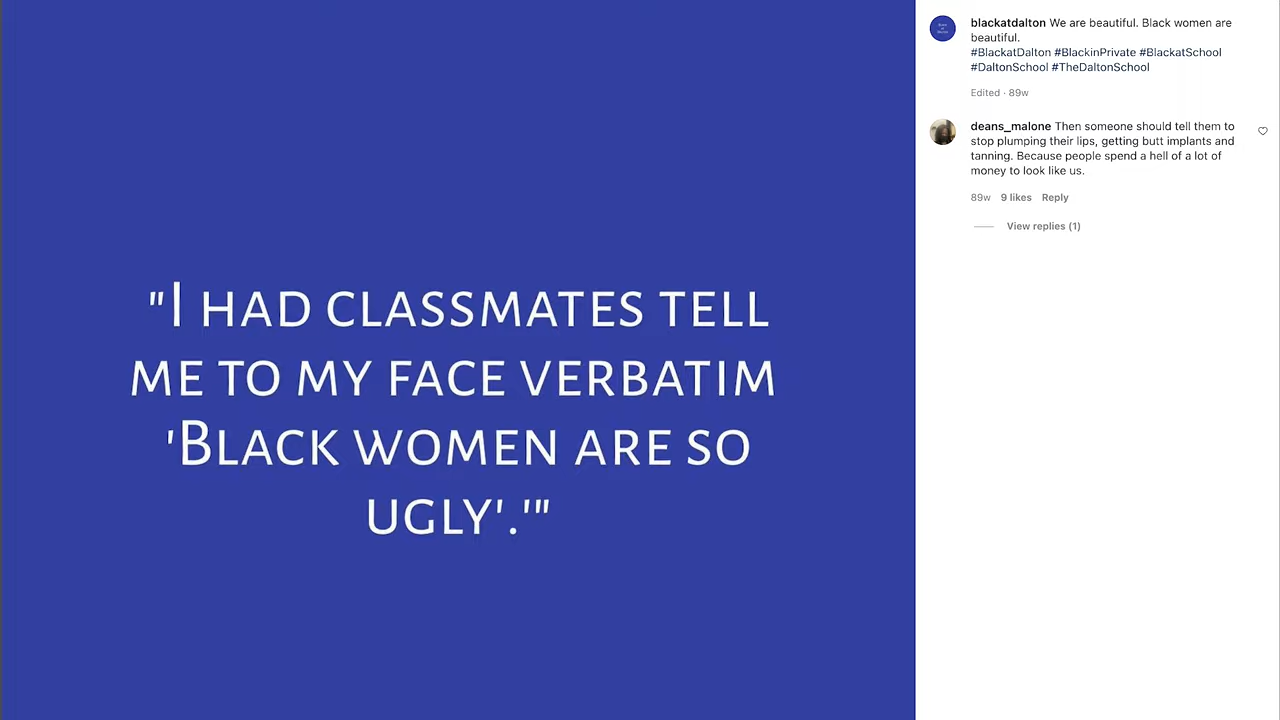 "I HAD CLASSMATES TELL
ME TO MY FACE VERBATIM
'BLACK WOMEN ARE SO
UGLY'.'"
blackatdalton We are beautiful. Black women are
beautiful.
#BlackatDalton #BlackinPrivate #BlackatSchool
#DaltonSchool #TheDaltonSchool
Edited · 89w
deans_malone Then someone should tell them to
stop plumping their lips, getting butt implants and
tanning. Because people spend a hell of a lot of
money to look like us.
89w 9 likes Reply
View replies (1)